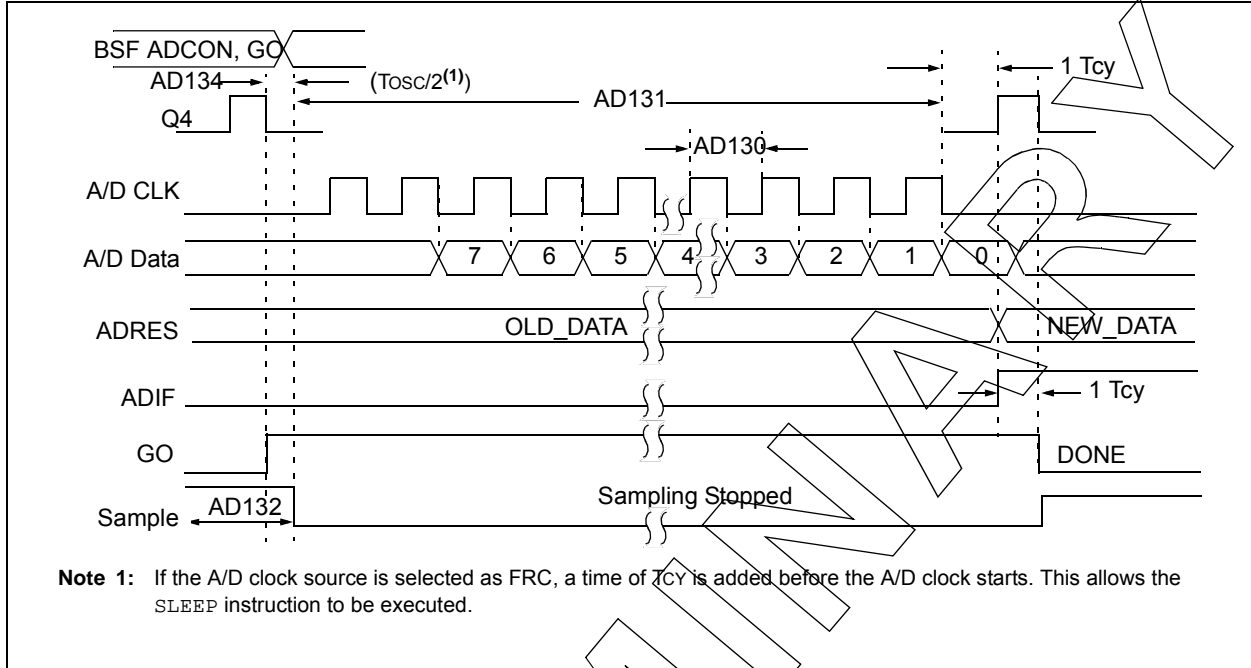 BSF ADCON, GO
AD134 (TOSC/2(1)) AD131 1 Tcy
Q4
AD130
A/D CLK
A/D Data 7 6 5 4 3 2 1 0
ADRES OLD_DATA NEW_DATA
ADIF 1 Tcy
GO DONE
Sample AD132 Sampling Stopped
Note 1: If the A/D clock source is selected as FRC, a time of TCY is added before the A/D clock starts. This allows the
SLEEP instruction to be executed.
I N A R Y